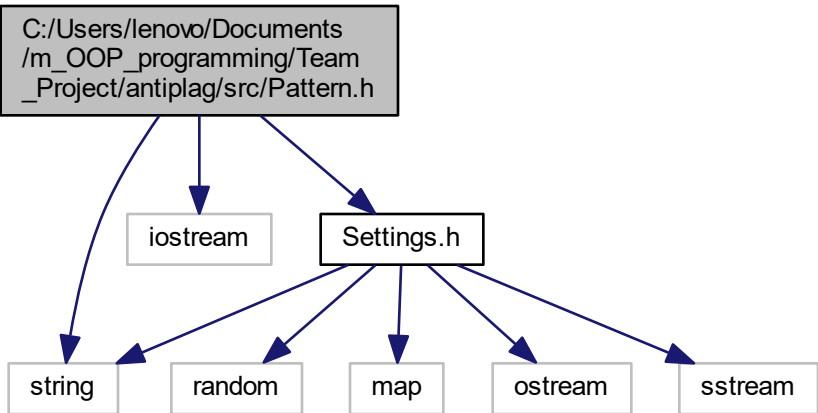 C:/Users/lenovo/Documents
/m_OOP_programming/Team
_Project/antiplag/src/Pattern.h
iostream
Settings.h
string
random
map
ostream
sstream